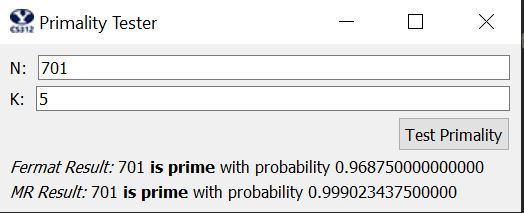 CS312 Primality Tester
N: 701
K: 5
Test Primality
Fermat Result: 701 is prime with probability 0.968750000000000
MR Result: 701 is prime with probability 0.999023437500000